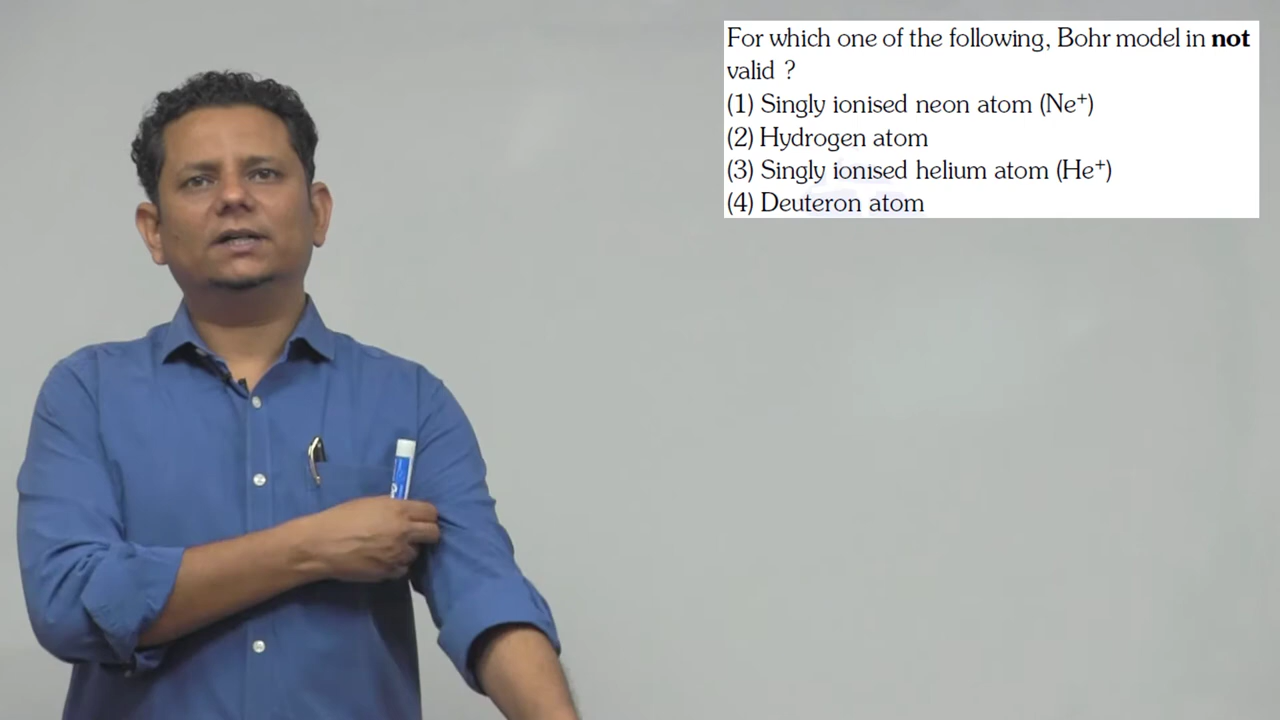 For which one of the following, Bohr model in not
valid ?
(1) Singly ionised neon atom (Ne⁺)
(2) Hydrogen atom
(3) Singly ionised helium atom (He⁺)
(4) Deuteron atom